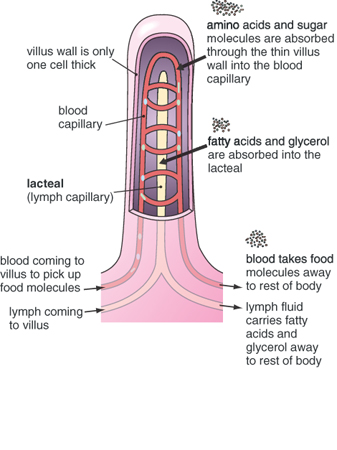 amino acids and sugar
molecules are absorbed
through the thin villus
wall into the blood
capillary
villus wall is only
one cell thick
blood
capillary
fatty acids and glycerol
are absorbed into the
lacteal
lacteal
(lymph capillary)
blood coming to
villus to pick up
food molecules
lymph coming
to villus
blood takes food
molecules away
to rest of body
lymph fluid
carries fatty
acids and
glycerol away
to rest of body